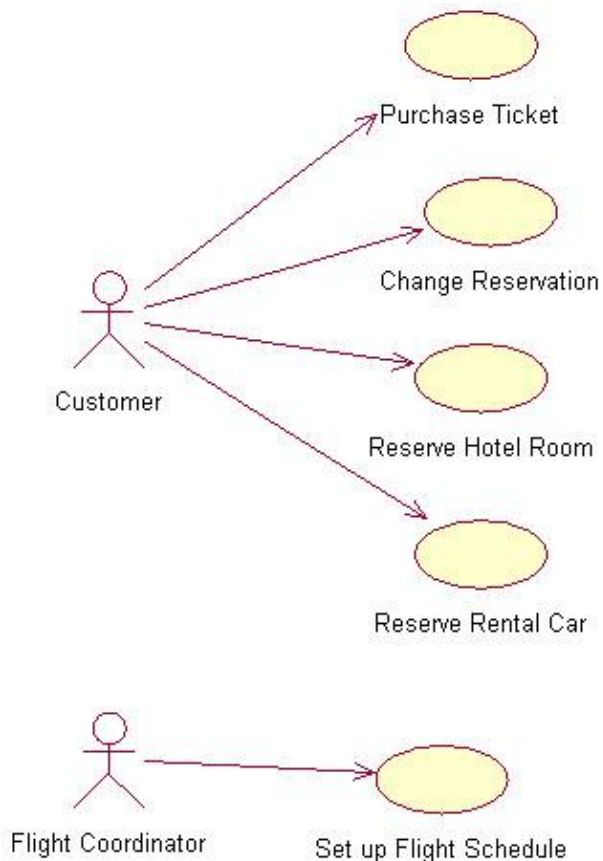 Purchase Ticket
Change Reservation
Customer
Reserve Hotel Room
Reserve Rental Car
Flight Coordinator
Set up Flight Schedule